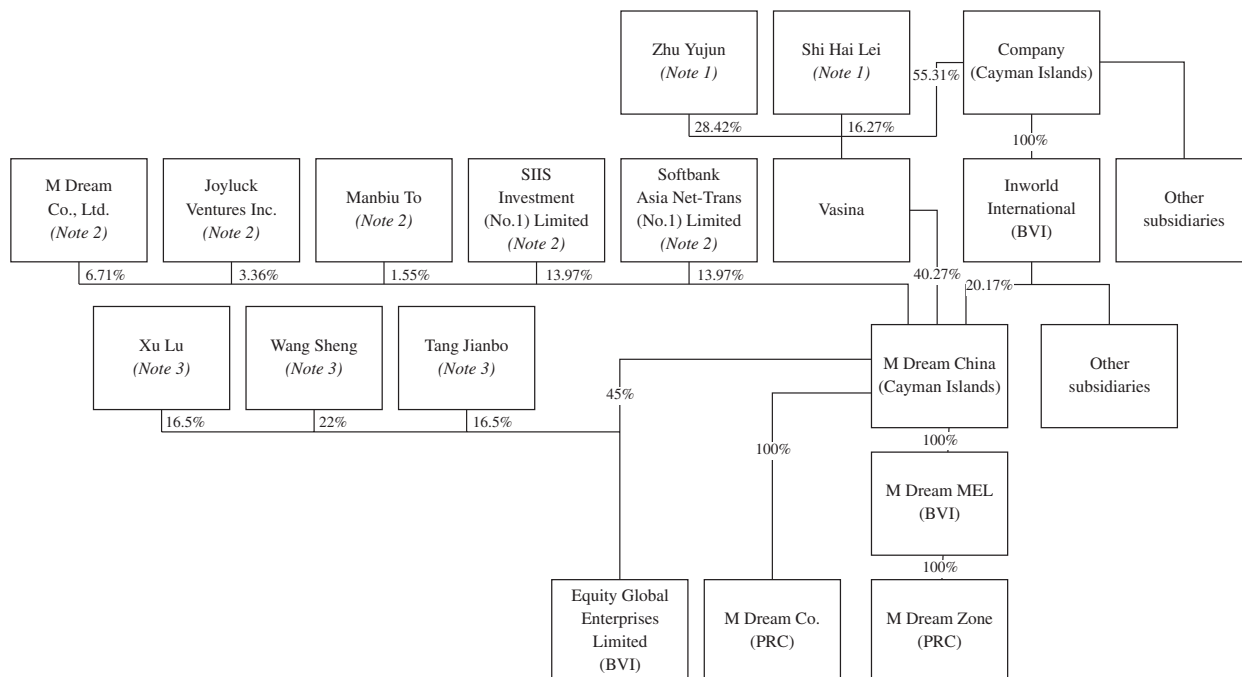 Zhu Yujun
(Note 1)
Shi Hai Lei
(Note 1)
Company
(Cayman Islands)
55.31%
28.42%
16.27%
100%
M Dream
Co., Ltd.
(Note 2)
Joyluck
Ventures Inc.
(Note 2)
Manbiu To
(Note 2)
SIIS
Investment
(No.1) Limited
(Note 2)
Softbank
Asia Net-Trans
(No.1) Limited
(Note 2)
Vasina
Inworld
International
(BVI)
Other
subsidiaries
6.71%
3.36%
1.55%
13.97%
13.97%
40.27%
20.17%
Xu Lu
(Note 3)
Wang Sheng
(Note 3)
Tang Jianbo
(Note 3)
M Dream China
(Cayman Islands)
Other
subsidiaries
45%
16.5%
22%
16.5%
100%
100%
M Dream MEL
(BVI)
100%
Equity Global
Enterprises
Limited
(BVI)
M Dream Co.
(PRC)
M Dream Zone
(PRC)